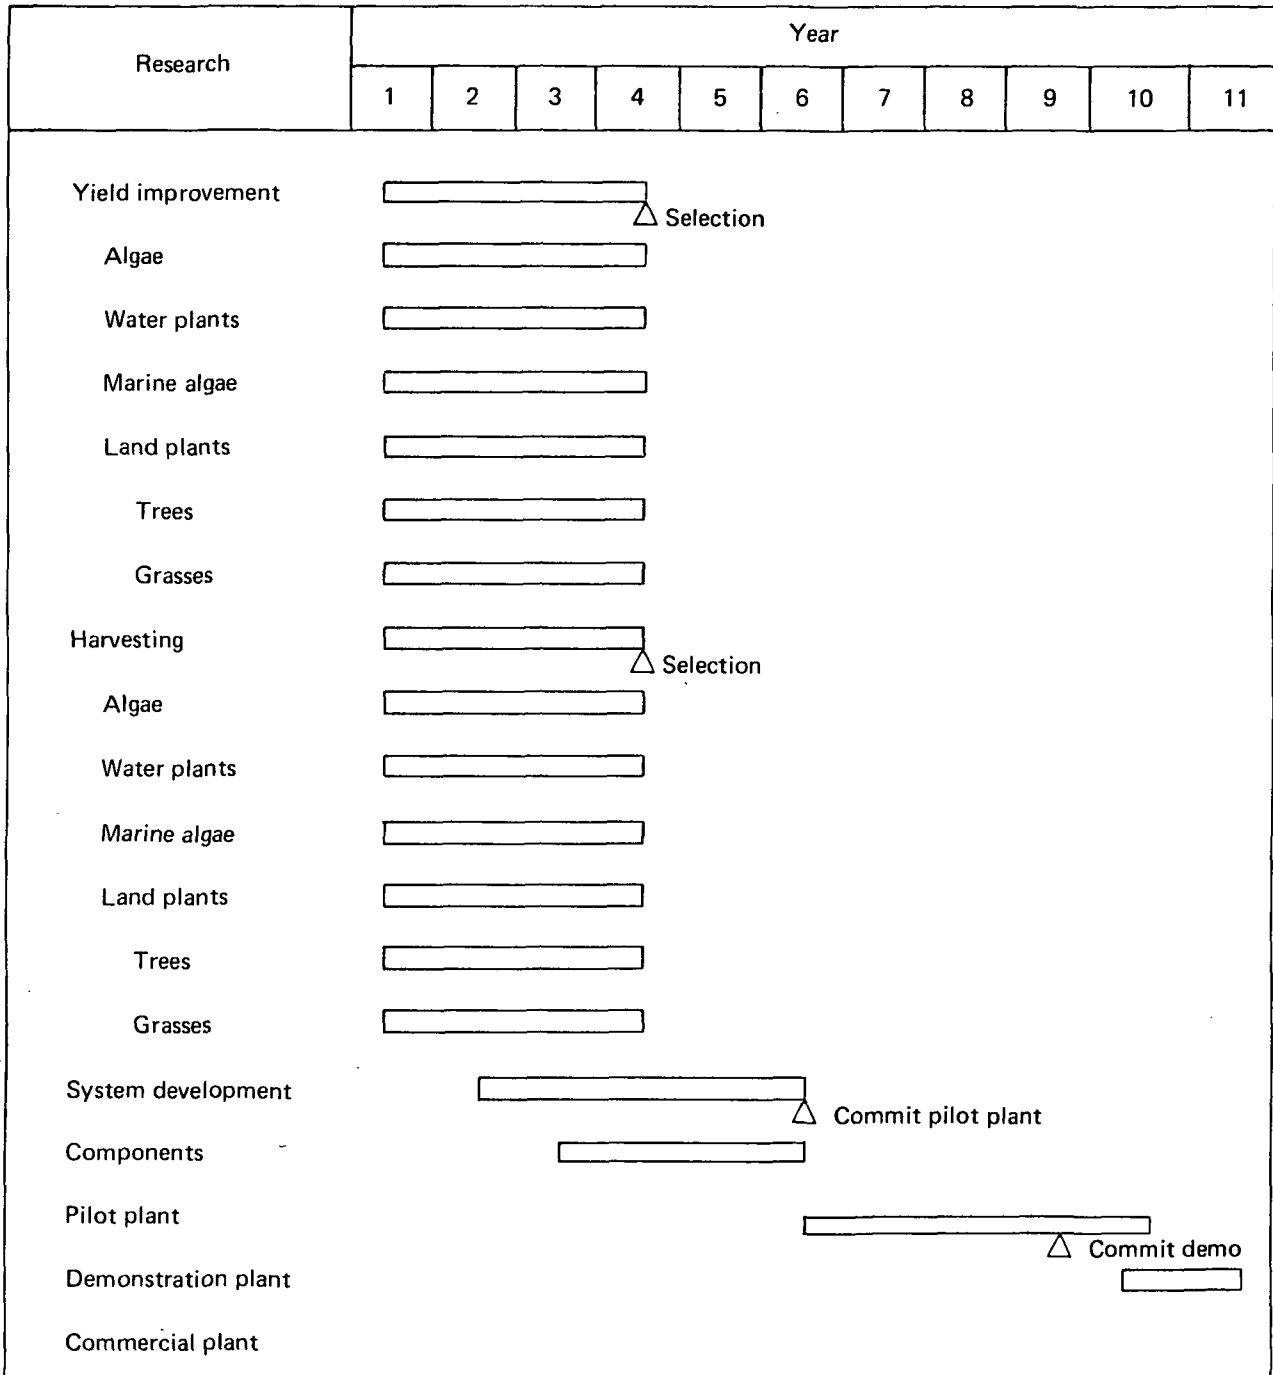 Research
Year
1 2 3 4 5 6 7 8 9 10 11
Yield improvement
Selection
Algae
Water plants
Marine algae
Land plants
Trees
Grasses
Harvesting
Selection
Algae
Water plants
Marine algae
Land plants
Trees
Grasses
System development
Commit pilot plant
Components
Pilot plant
Commit demo
Demonstration plant
Commercial plant